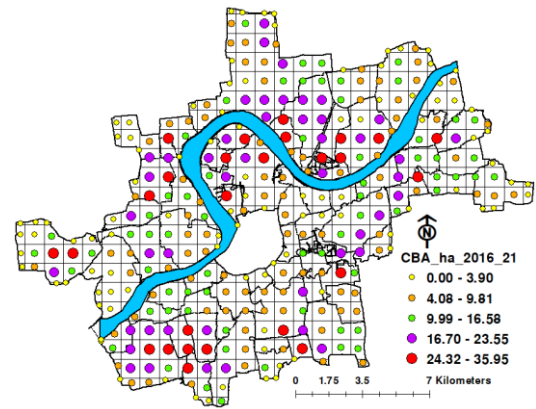 N
CBA_ha_2016_21
0.00 - 3.90
4.08 - 9.81
9.99 - 16.58
16.70 - 23.55
24.32 - 35.95
0 1.75 3.5 7 Kilometers